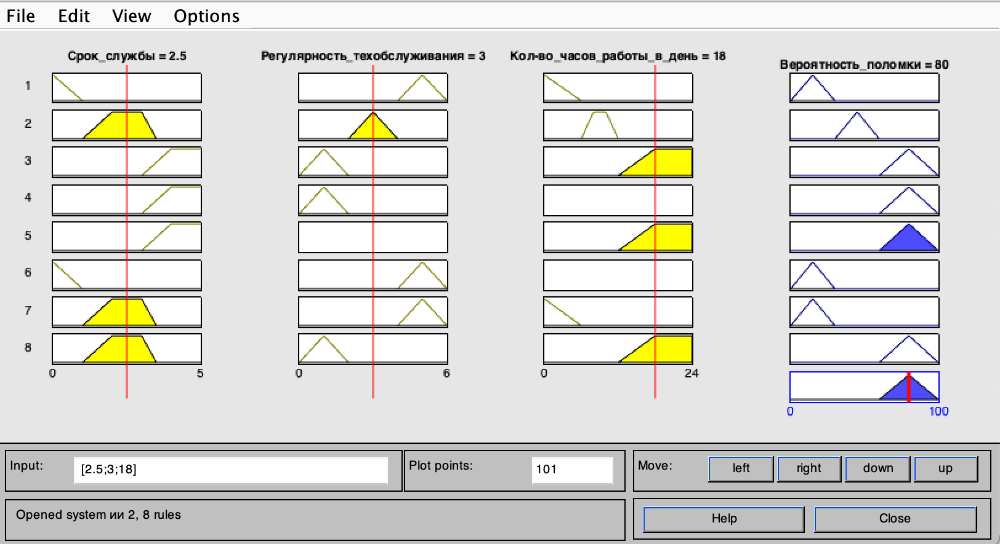 File Edit View Options
Срок_службы = 2.5 Регулярность_техобслуживания = 3 Кол-во_часов_работы_в_день = 18 Вероятность_поломки = 80
1
2
3
4
5
6
7
8
0 5 0 6 0 24
0 100
Input: [2.5;3;18] Plot points: 101 Move: left right down up
Opened system ии 2, 8 rules Help Close